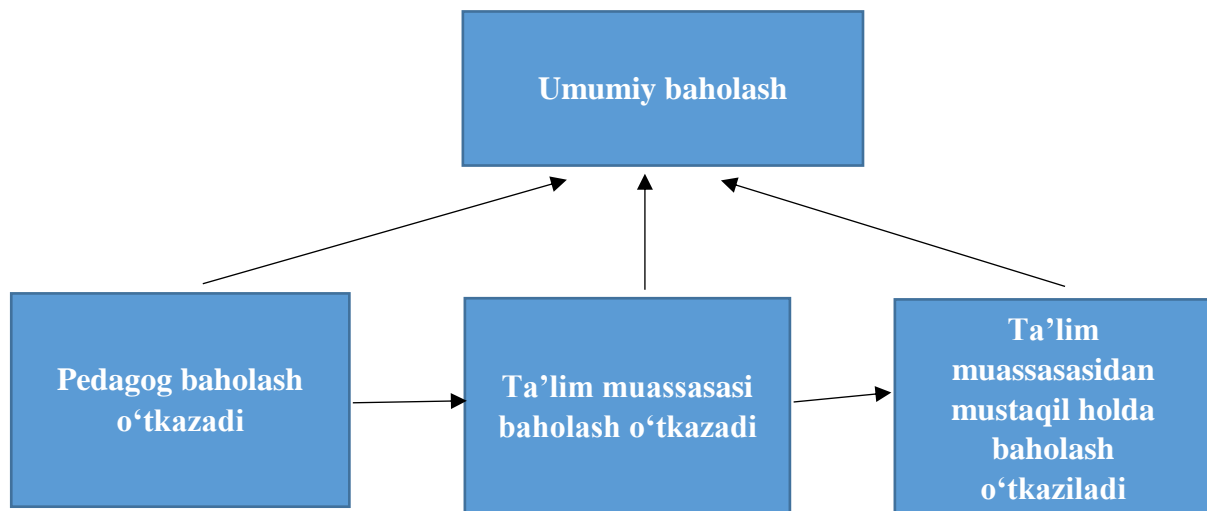 Umumiy baholash
Pedagog baholash
o‘tkazadi
Ta’lim muassasasi
baholash o‘tkazadi
Ta’lim
muassasasidan
mustaqil holda
baholash
o‘tkaziladi